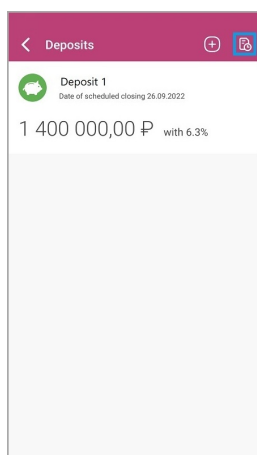 Deposits
Deposit 1
Date of scheduled closing 26.09.2022
1 400 000,00 ₽ with 6.3%